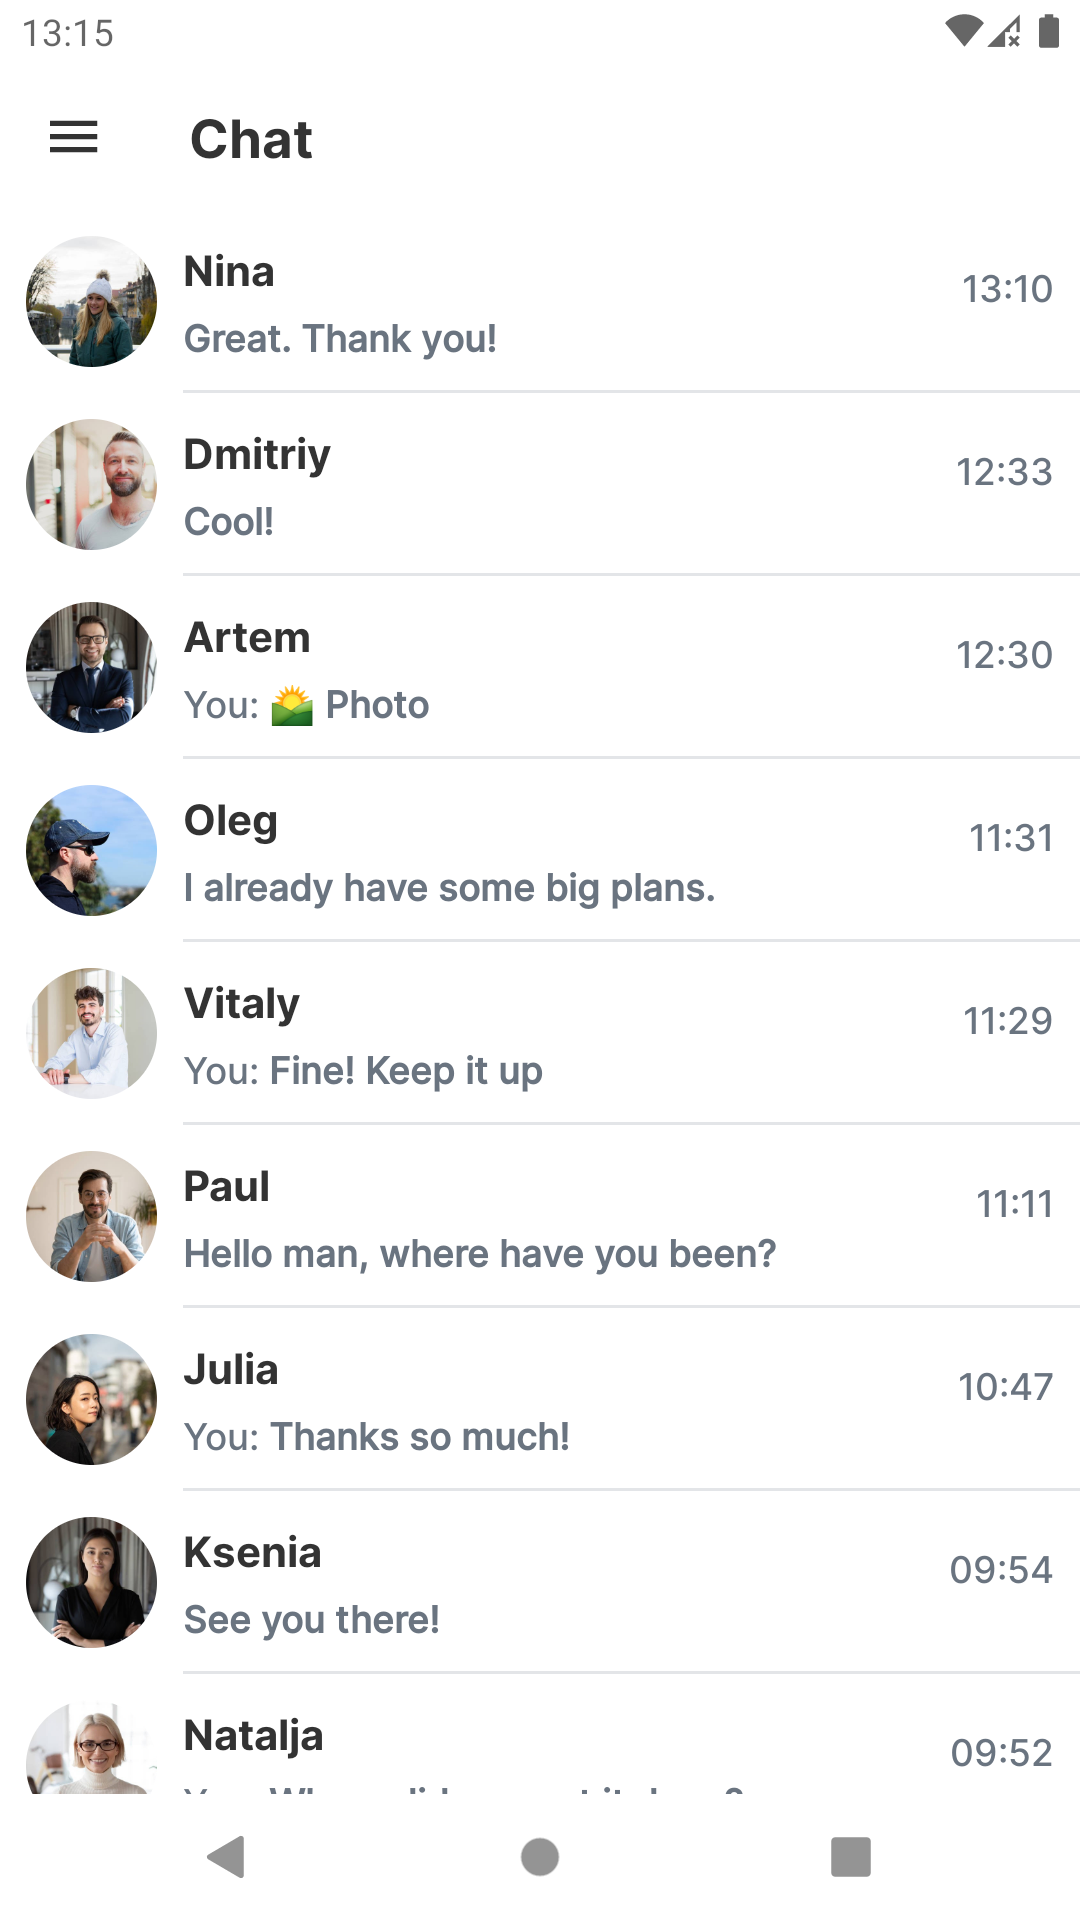 13:15
Chat
Nina
13:10
Great. Thank you!
Dmitriy
12:33
Cool!
Artem
12:30
You: 🌄 Photo
Oleg
11:31
I already have some big plans.
Vitaly
11:29
You: Fine! Keep it up
Paul
11:11
Hello man, where have you been?
Julia
10:47
You: Thanks so much!
Ksenia
09:54
See you there!
Natalja
09:52